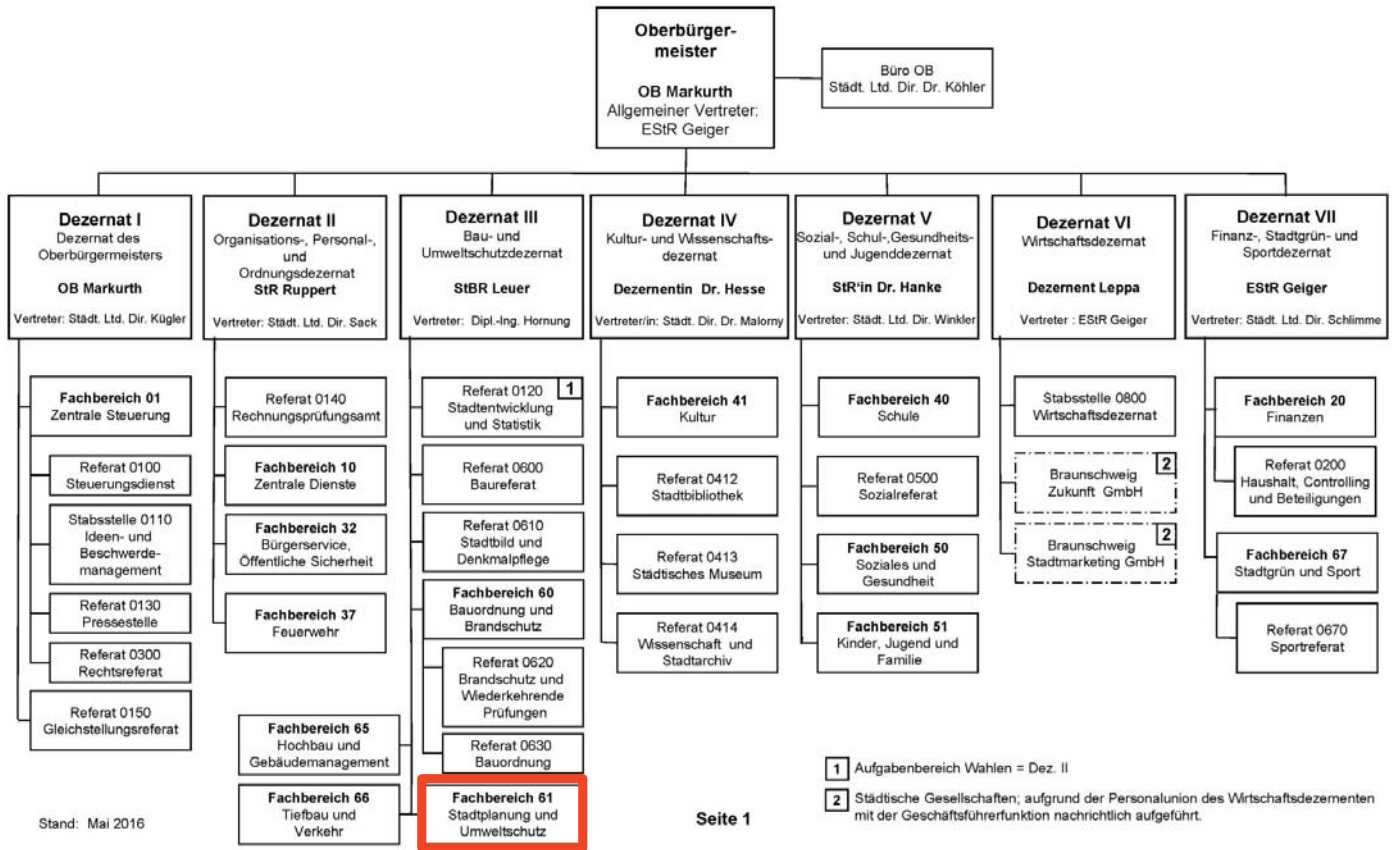 Oberbürger-
meister
OB Markurth
Allgemeiner Vertreter:
EStR Geiger
Büro OB
Städt. Ltd. Dir. Dr. Köhler
Dezernat I
Dezernat des
Oberbürgermeisters
OB Markurth
Vertreter: Städt. Ltd. Dir. Kügler
Dezernat II
Organisations-, Personal-,
und
Ordnungsdezernat
StR Ruppert
Vertreter: Städt. Ltd. Dir. Sack
Dezernat III
Bau- und
Umweltschutzdezernat
StBR Leuer
Vertreter: Dipl.-Ing. Hornung
Dezernat IV
Kultur- und Wissenschafts-
dezernat
Dezernentin Dr. Hesse
Vertreter/in: Städt. Dir. Dr. Malorny
Dezernat V
Sozial-, Schul-,Gesundheits-
und Jugenddezernat
StR'in Dr. Hanke
Vertreter: Städt. Ltd. Dir. Winkler
Dezernat VI
Wirtschaftsdezernat
Dezernent Leppa
Vertreter : EStR Geiger
Dezernat VII
Finanz-, Stadtgrün- und
Sportdezernat
EStR Geiger
Vertreter: Städt. Ltd. Dir. Schlimme
Fachbereich 01
Zentrale Steuerung
Referat 0100
Steuerungsdienst
Stabsstelle 0110
Ideen- und
Beschwerde-
management
Referat 0130
Pressestelle
Referat 0300
Rechtsreferat
Referat 0150
Gleichstellungsreferat
Referat 0140
Rechnungsprüfungsamt
Fachbereich 10
Zentrale Dienste
Fachbereich 32
Bürgerservice,
Öffentliche Sicherheit
Fachbereich 37
Feuerwehr
Referat 0120 1
Stadtentwicklung
und Statistik
Referat 0600
Baureferat
Referat 0610
Stadtbild und
Denkmalpflege
Fachbereich 60
Bauordnung und
Brandschutz
Referat 0620
Brandschutz und
Wiederkehrende
Prüfungen
Referat 0630
Bauordnung
Fachbereich 65
Hochbau und
Gebäudemanagement
Fachbereich 66
Tiefbau und
Verkehr
Fachbereich 61
Stadtplanung und
Umweltschutz
Fachbereich 41
Kultur
Referat 0412
Stadtbibliothek
Referat 0413
Städtisches Museum
Referat 0414
Wissenschaft und
Stadtarchiv
Fachbereich 40
Schule
Referat 0500
Sozialreferat
Fachbereich 50
Soziales und
Gesundheit
Fachbereich 51
Kinder, Jugend und
Familie
Stabsstelle 0800
Wirtschaftsdezernat
2
Braunschweig
Zukunft GmbH
2
Braunschweig
Stadtmarketing GmbH
Fachbereich 20
Finanzen
Referat 0200
Haushalt, Controlling
und Beteiligungen
Fachbereich 67
Stadtgrün und Sport
Referat 0670
Sportreferat
1 Aufgabenbereich Wahlen = Dez. II
2 Städtische Gesellschaften; aufgrund der Personalunion des Wirtschaftsdezernenten
mit der Geschäftsführerfunktion nachrichtlich aufgeführt.
Stand: Mai 2016
Seite 1